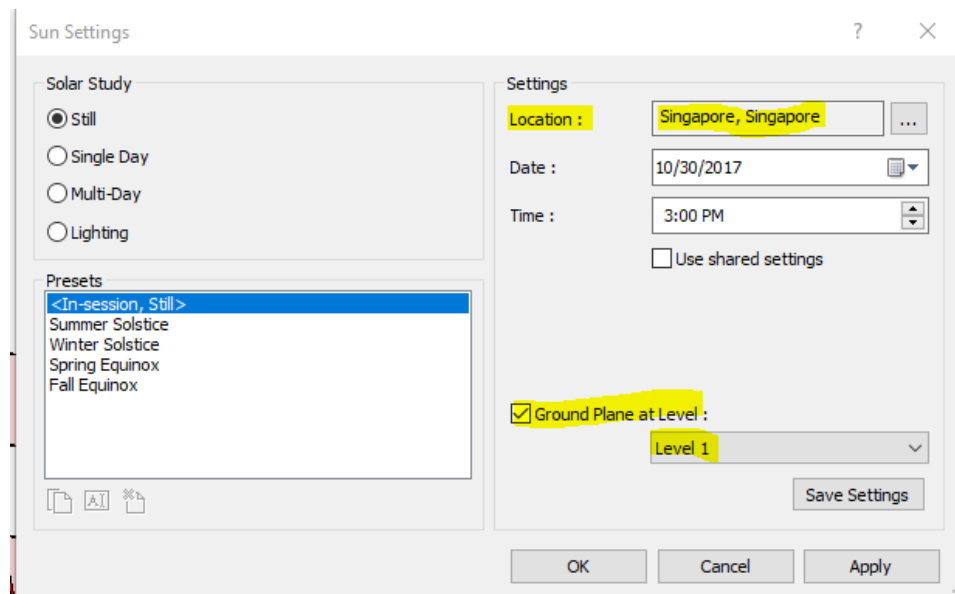 Sun Settings
?
Solar Study
Still
Single Day
Multi-Day
Lighting
Presets
<In-session, Still>
Summer Solstice
Winter Solstice
Spring Equinox
Fall Equinox
AI
Settings
Location : Singapore, Singapore ...
Date : 10/30/2017
Time : 3:00 PM
Use shared settings
Ground Plane at Level :
Level 1
Save Settings
OK Cancel Apply